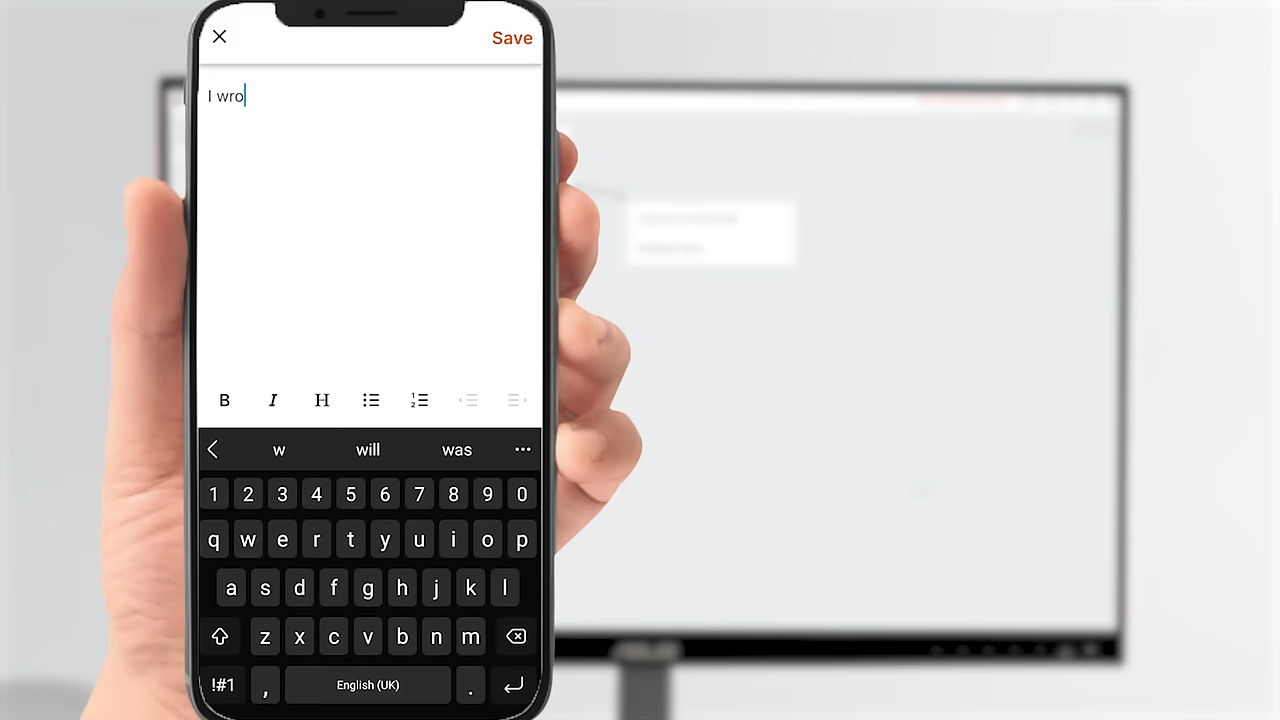 Save
I wro
B I H
w will was
1 2 3 4 5 6 7 8 9 0
q w e r t y u i o p
a s d f g h j k l
z x c v b n m
!#1 , English (UK) .